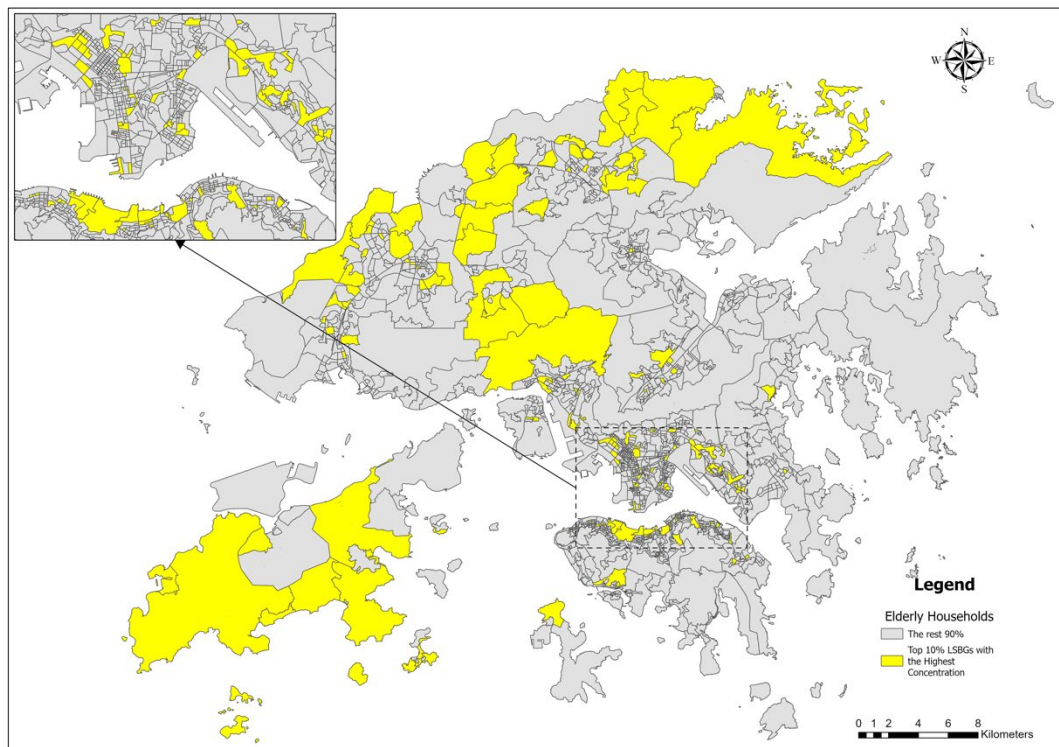 N
W E
S
Legend
Elderly Households
The rest 90%
Top 10% LSBGs with
the Highest
Concentration
0 1 2 4 6 8
Kilometers